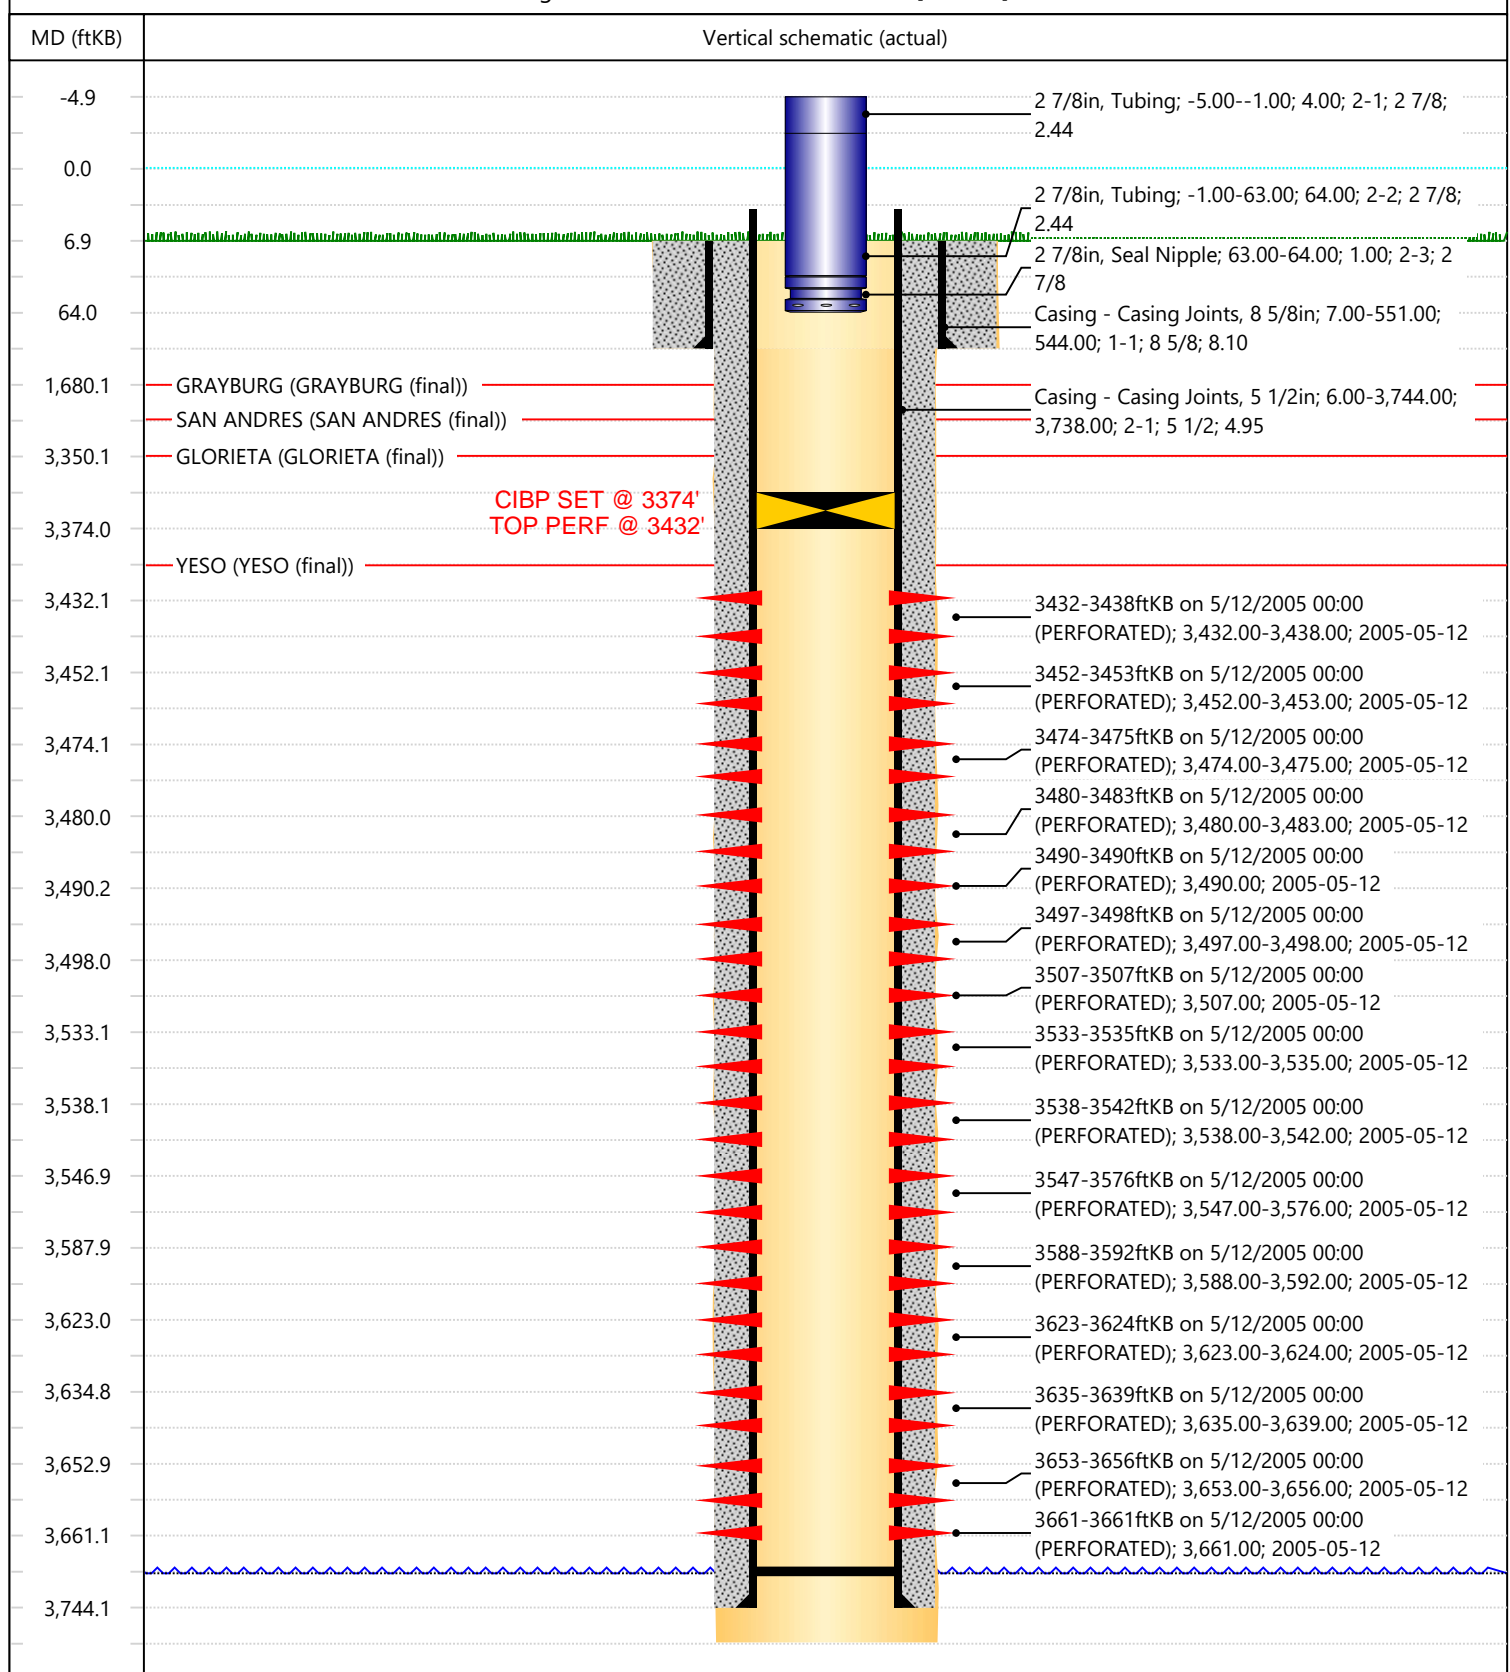 MD (ftKB)
Vertical schematic (actual)
-4.9
0.0
6.9
64.0
1,680.1
3,350.1
3,374.0
3,432.1
3,452.1
3,474.1
3,480.0
3,490.2
3,498.0
3,533.1
3,538.1
3,546.9
3,587.9
3,623.0
3,634.8
3,652.9
3,661.1
3,744.1
GRAYBURG (GRAYBURG (final))
SAN ANDRES (SAN ANDRES (final))
GLORIETA (GLORIETA (final))
CIBP SET @ 3374'
TOP PERF @ 3432'
YESO (YESO (final))
2 7/8in, Tubing; -5.00--1.00; 4.00; 2-1; 2 7/8;
2.44
2 7/8in, Tubing; -1.00-63.00; 64.00; 2-2; 2 7/8;
2.44
2 7/8in, Seal Nipple; 63.00-64.00; 1.00; 2-3; 2
7/8
Casing - Casing Joints, 8 5/8in; 7.00-551.00;
544.00; 1-1; 8 5/8; 8.10
Casing - Casing Joints, 5 1/2in; 6.00-3,744.00;
3,738.00; 2-1; 5 1/2; 4.95
3432-3438ftKB on 5/12/2005 00:00
(PERFORATED); 3,432.00-3,438.00; 2005-05-12
3452-3453ftKB on 5/12/2005 00:00
(PERFORATED); 3,452.00-3,453.00; 2005-05-12
3474-3475ftKB on 5/12/2005 00:00
(PERFORATED); 3,474.00-3,475.00; 2005-05-12
3480-3483ftKB on 5/12/2005 00:00
(PERFORATED); 3,480.00-3,483.00; 2005-05-12
3490-3490ftKB on 5/12/2005 00:00
(PERFORATED); 3,490.00; 2005-05-12
3497-3498ftKB on 5/12/2005 00:00
(PERFORATED); 3,497.00-3,498.00; 2005-05-12
3507-3507ftKB on 5/12/2005 00:00
(PERFORATED); 3,507.00; 2005-05-12
3533-3535ftKB on 5/12/2005 00:00
(PERFORATED); 3,533.00-3,535.00; 2005-05-12
3538-3542ftKB on 5/12/2005 00:00
(PERFORATED); 3,538.00-3,542.00; 2005-05-12
3547-3576ftKB on 5/12/2005 00:00
(PERFORATED); 3,547.00-3,576.00; 2005-05-12
3588-3592ftKB on 5/12/2005 00:00
(PERFORATED); 3,588.00-3,592.00; 2005-05-12
3623-3624ftKB on 5/12/2005 00:00
(PERFORATED); 3,623.00-3,624.00; 2005-05-12
3635-3639ftKB on 5/12/2005 00:00
(PERFORATED); 3,635.00-3,639.00; 2005-05-12
3653-3656ftKB on 5/12/2005 00:00
(PERFORATED); 3,653.00-3,656.00; 2005-05-12
3661-3661ftKB on 5/12/2005 00:00
(PERFORATED); 3,661.00; 2005-05-12